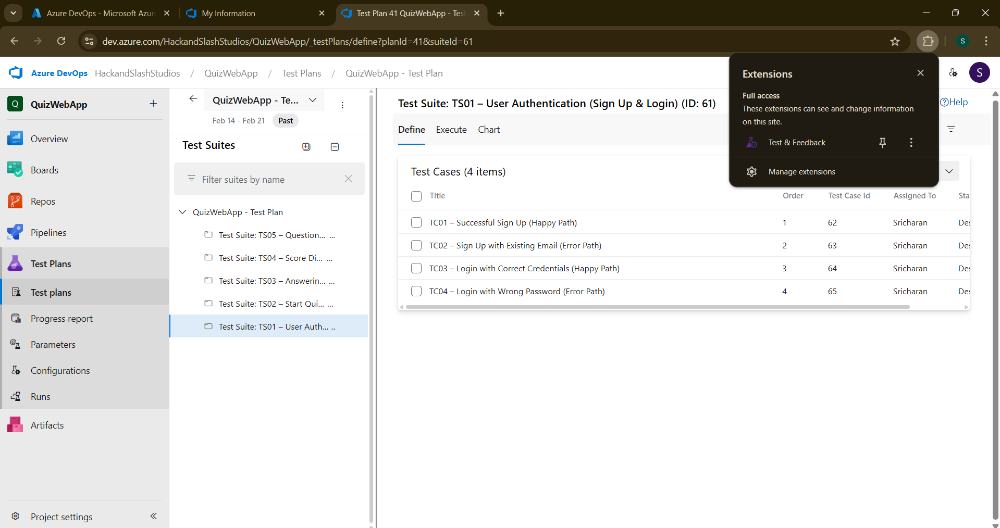 Azure DevOps - Microsoft Azur
My Information
Test Plan 41 QuizWebApp - Tes
dev.azure.com/HackandSlashStudios/QuizWebApp/_testPlans/define?planId=41&suiteId=61
S
Azure DevOps HackandSlashStudios / QuizWebApp / Test Plans / QuizWebApp - Test Plan
S
Q QuizWebApp
Overview
Boards
Repos
Pipelines
Test Plans
Test plans
Progress report
Parameters
Configurations
Runs
Artifacts
Project settings
QuizWebApp - Te...
Feb 14 - Feb 21 Past
Test Suites
Filter suites by name
QuizWebApp - Test Plan
Test Suite: TS05 – Question... ...
Test Suite: TS04 – Score Di... ...
Test Suite: TS03 – Answerin... ...
Test Suite: TS02 – Start Qui... ...
Test Suite: TS01 – User Auth... ..
Test Suite: TS01 – User Authentication (Sign Up & Login) (ID: 61)
Help
Define Execute Chart
Test Cases (4 items)
Title Order Test Case Id Assigned To Sta
TC01 – Successful Sign Up (Happy Path) 1 62 Sricharan Des
TC02 – Sign Up with Existing Email (Error Path) 2 63 Sricharan Des
TC03 – Login with Correct Credentials (Happy Path) 3 64 Sricharan Des
TC04 – Login with Wrong Password (Error Path) 4 65 Sricharan Des
Extensions
Full access
These extensions can see and change information
on this site.
Test & Feedback
Manage extensions